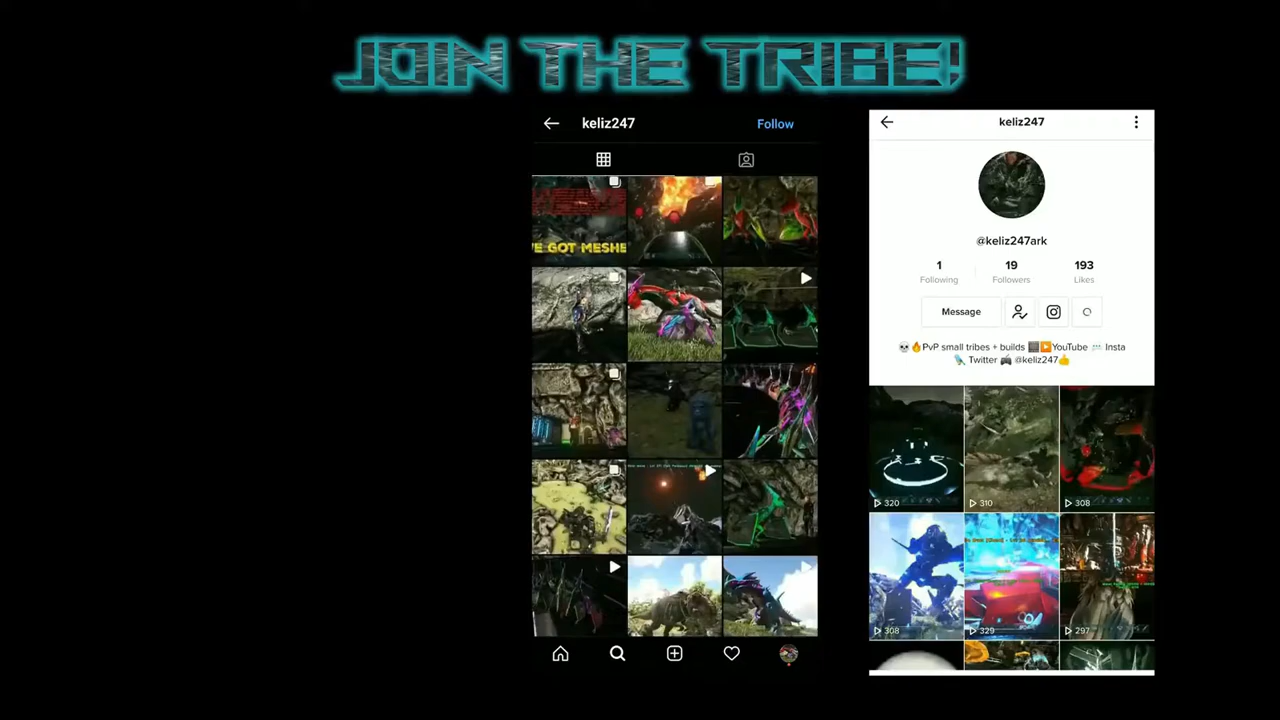 JOIN THE TRIBE!
keliz247
Follow
VE GOT MESHE
keliz247
@keliz247ark
1
19
193
Following
Followers
Likes
Message
PvP small tribes + builds YouTube Insta
Twitter @keliz247
320
310
308
308
329
297